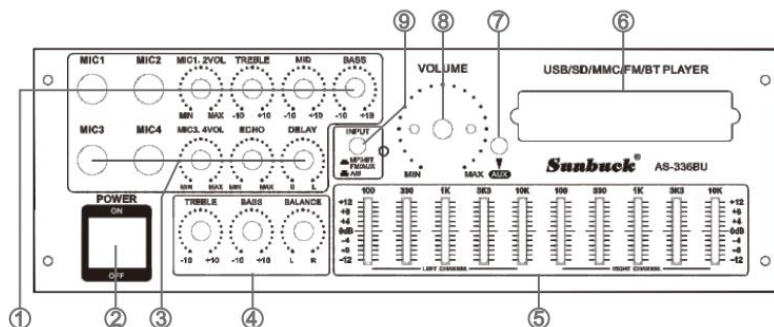 ⑨ ⑧ ⑦ ⑥
MIC1 MIC2 MIC1. 2VOL TREBLE MID BASS
VOLUME
USB/SD/MMC/FM/BT PLAYER
①
MIN MAX -10 +10 -10 +10 -10 +10
MIC3 MIC4 MIC3. 4VOL ECHO DELAY
INPUT
MIN MAX AUX
Sunbuck® AS-336BU
MIN MAX MIN MAX S L
POWER
ON
OFF
TREBLE BASS BALANCE
-10 +10 -10 +10 L R
100 330 1K 3K3 10K 100 330 1K 3K3 10K
+12 +12
+8 +8
+4 +4
0dB 0dB
-4 -4
-8 -8
-12 -12
LEFT CHANNEL RIGHT CHANNEL
① ② ③ ④ ⑤